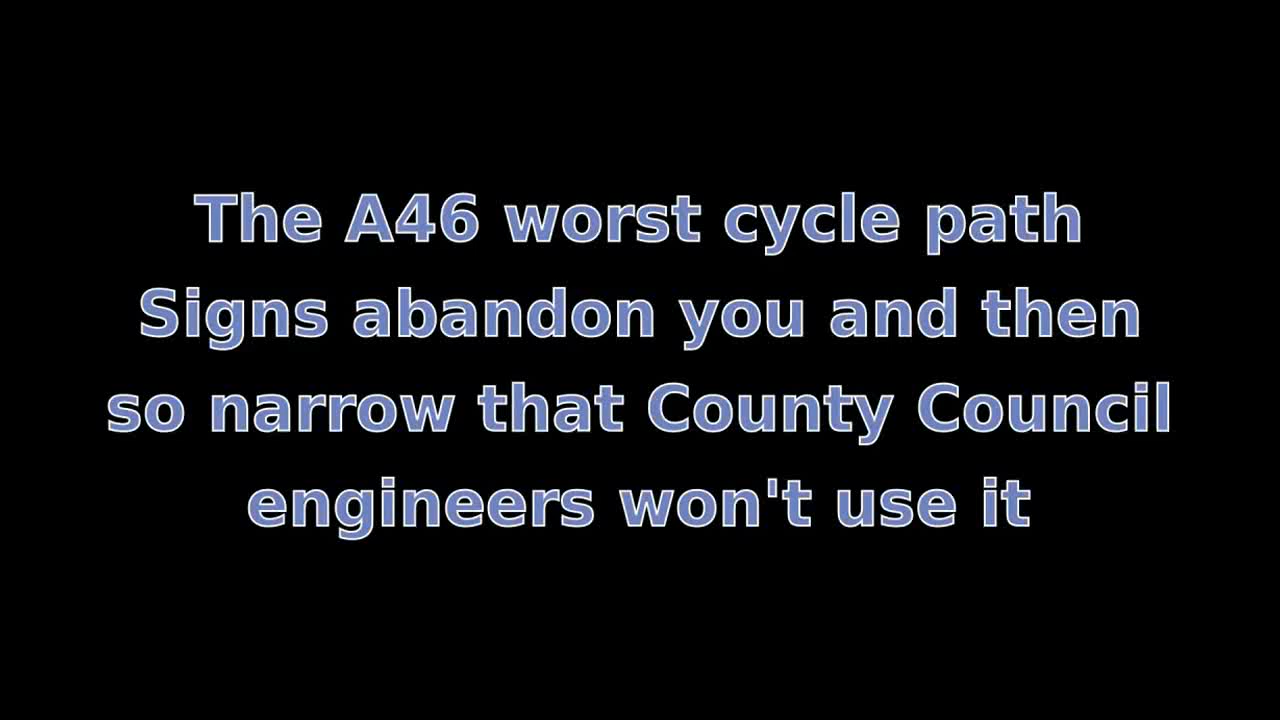 The A46 worst cycle path
Signs abandon you and then
so narrow that County Council
engineers won't use it